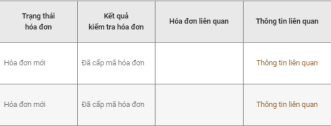 Trạng thái
hóa đơn
Kết quả
kiểm tra hóa đơn
Hóa đơn liên quan
Thông tin liên quan
Hóa đơn mới
Đã cấp mã hóa đơn
Thông tin liên quan
Hóa đơn mới
Đã cấp mã hóa đơn
Thông tin liên quan